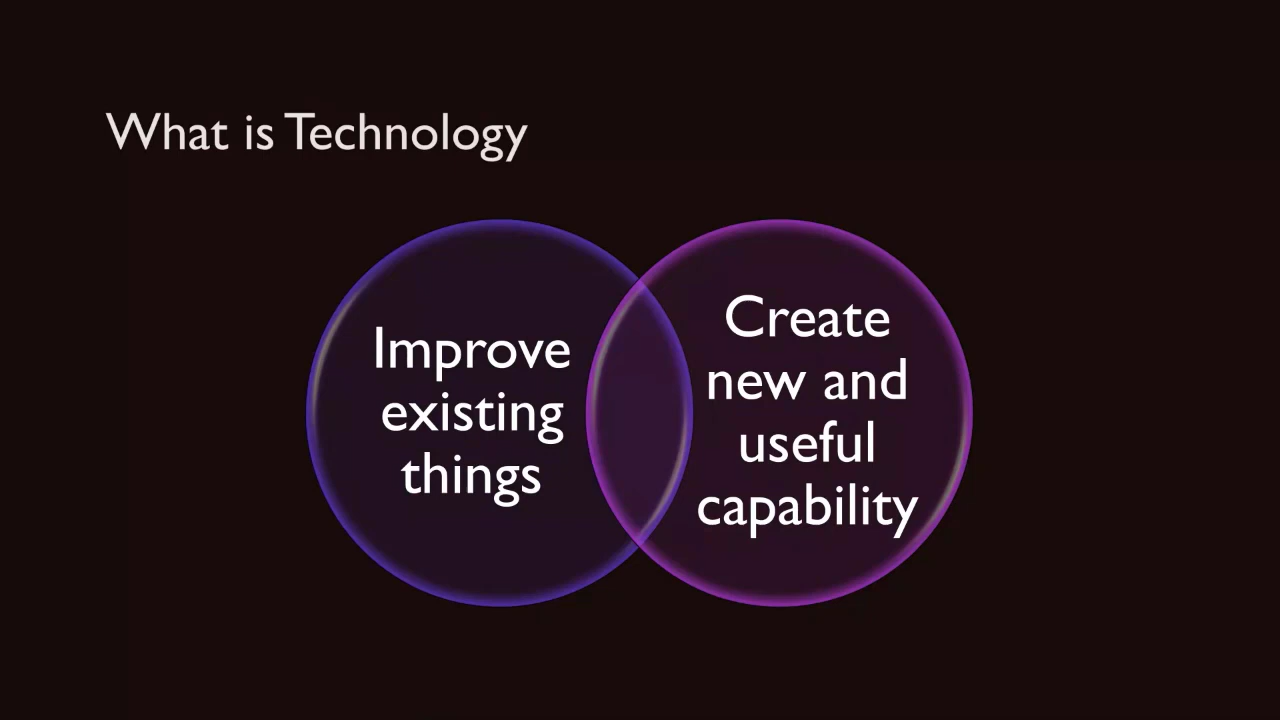 What is Technology
Improve
existing
things
Create
new and
useful
capability